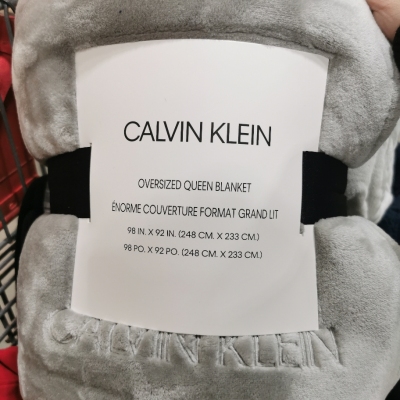 CALVIN KLEIN
OVERSIZED QUEEN BLANKET
ÉNORME COUVERTURE FORMAT GRAND LIT
98 IN. X 92 IN. (248 CM. X 233 CM.)
98 PO. X 92 PO. (248 CM. X 233 CM.)
CALVIN KLEIN